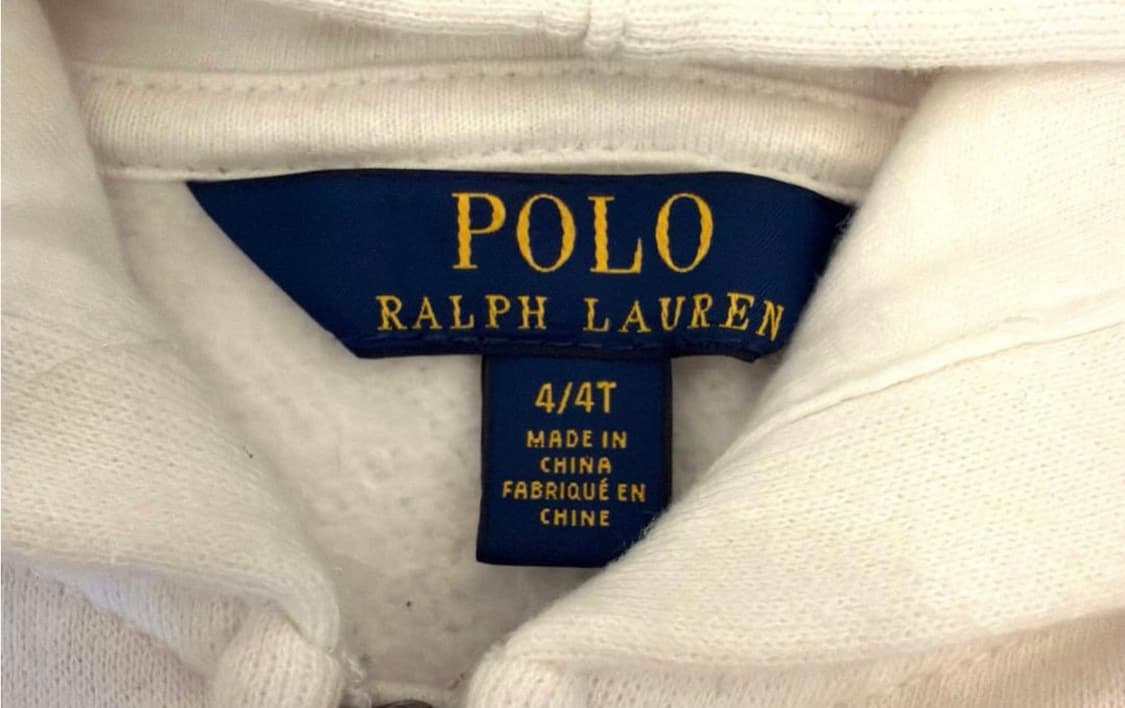 POLO
RALPH LAUREN
4/4T
MADE IN
CHINA
FABRIQUÉ EN
CHINE